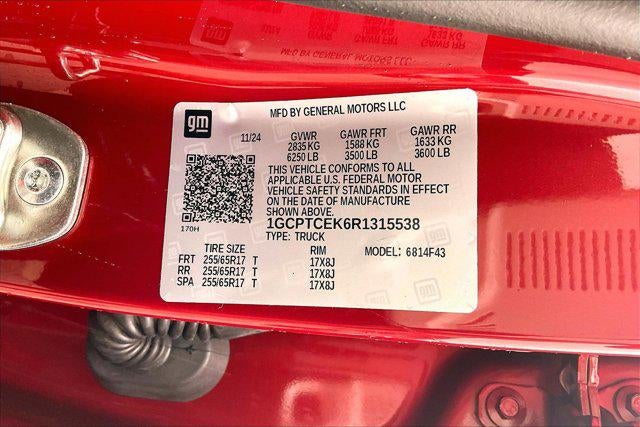 gm
MFD BY GENERAL MOTORS LLC
11/24 GVWR GAWR FRT GAWR RR
2835 KG 1588 KG 1633 KG
6250 LB 3500 LB 3600 LB
THIS VEHICLE CONFORMS TO ALL
APPLICABLE U.S. FEDERAL MOTOR
VEHICLE SAFETY STANDARDS IN EFFECT
ON THE DATE OF MANUFACTURE
SHOWN ABOVE.
170H
1GCPTCEK6R1315538
TYPE: TRUCK
MODEL: 6814F43
TIRE SIZE RIM
FRT 255/65R17 T 17X8J
RR 255/65R17 T 17X8J
SPA 255/65R17 T 17X8J
gm